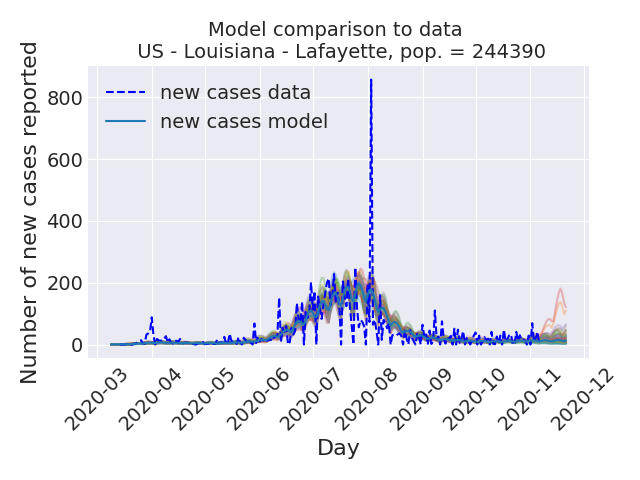 Model comparison to data
US - Louisiana - Lafayette, pop. = 244390
Number of new cases reported
800
600
400
200
0
new cases data
new cases model
2020-03
2020-04
2020-05
2020-06
2020-07
2020-08
2020-09
2020-10
2020-11
2020-12
Day